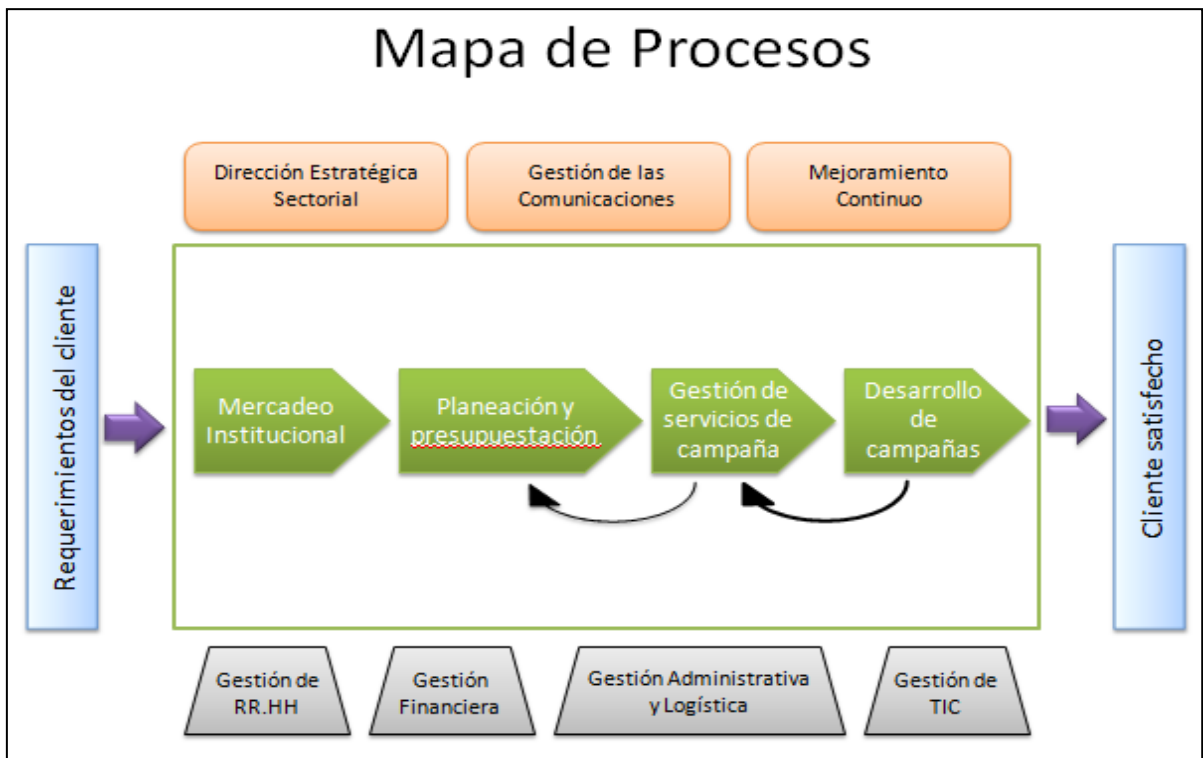 Mapa de Procesos
Dirección Estratégica
Sectorial
Gestión de las
Comunicaciones
Mejoramiento
Continuo
Requerimientos del cliente
Mercadeo
Institucional
Planeación y
presupuestación
Gestión de
servicios de
campaña
Desarrollo
de
campañas
Cliente satisfecho
Gestión de
RR.HH
Gestión
Financiera
Gestión Administrativa
y Logística
Gestión de
TIC